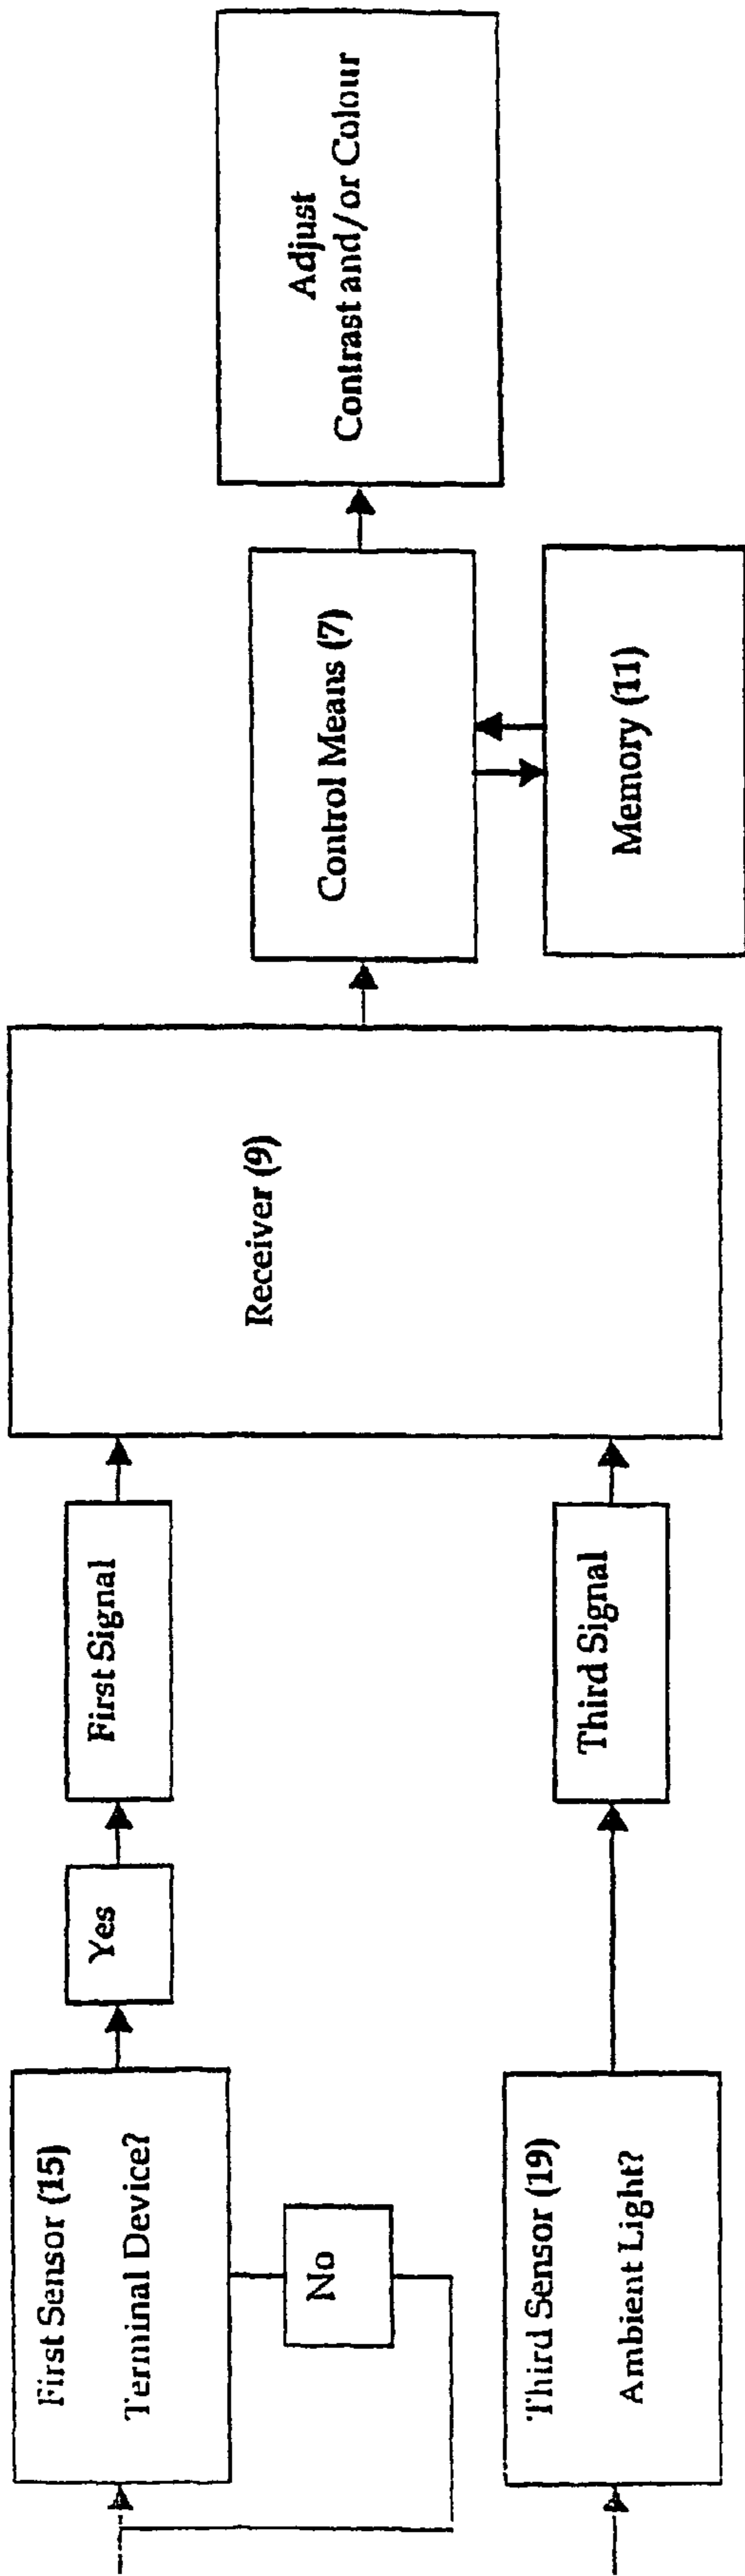 First Sensor (15)
Terminal Device?
Yes
No
First Signal
Third Sensor (19)
Ambient Light?
Third Signal
Receiver (9)
Control Means (7)
Memory (11)
Adjust
Contrast and/or Colour